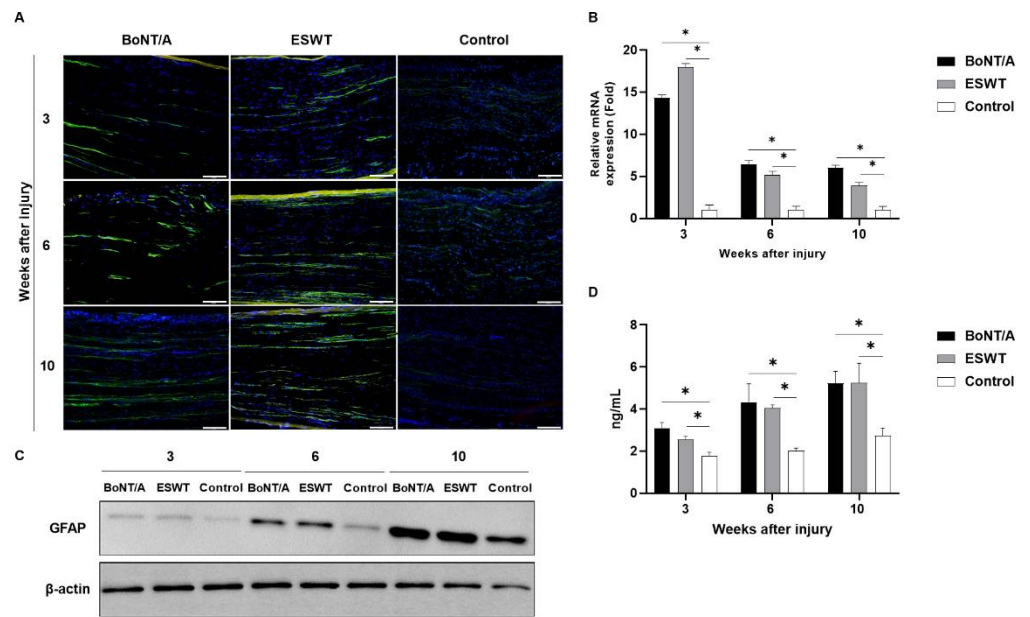 A
BoNT/A ESWT Control
Weeks after Injury
3
6
10
B
Relative mRNA
expression (Fold)
20
15
10
5
0
* * * * * *
3 6 10
Weeks after injury
BoNT/A
ESWT
Control
C
3 6 10
BoNT/A ESWT Control BoNT/A ESWT Control BoNT/A ESWT Control
GFAP
β-actin
D
ng/mL
8
6
4
2
0
* * * * * *
3 6 10
Weeks after injury
BoNT/A
ESWT
Control